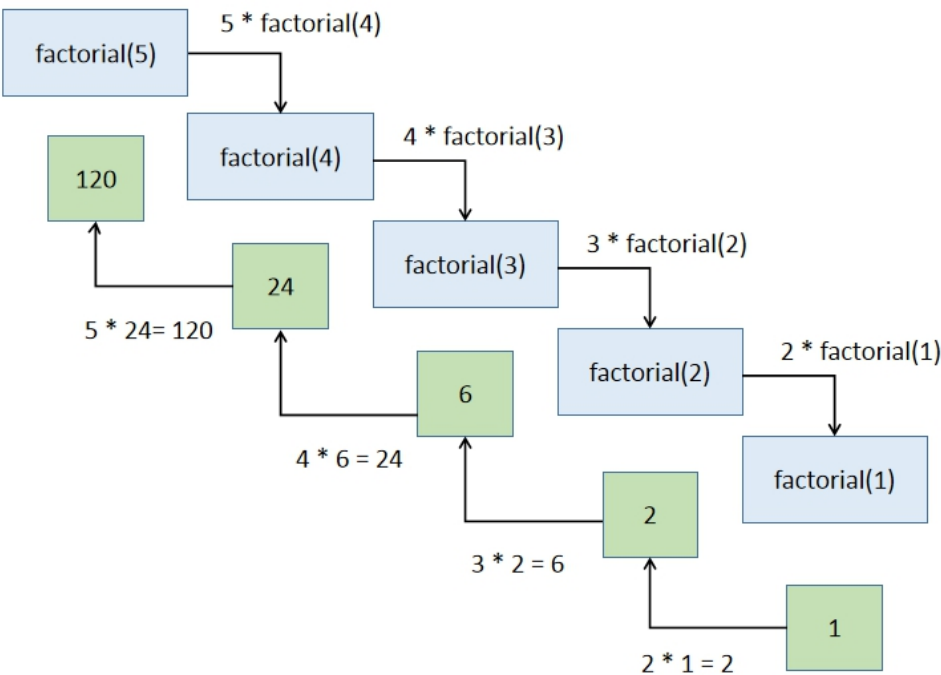 5 * factorial(4)
factorial(5)
4 * factorial(3)
factorial(4)
120
3 * factorial(2)
factorial(3)
24
5 * 24= 120
2 * factorial(1)
factorial(2)
6
4 * 6 = 24
factorial(1)
2
3 * 2 = 6
1
2 * 1 = 2